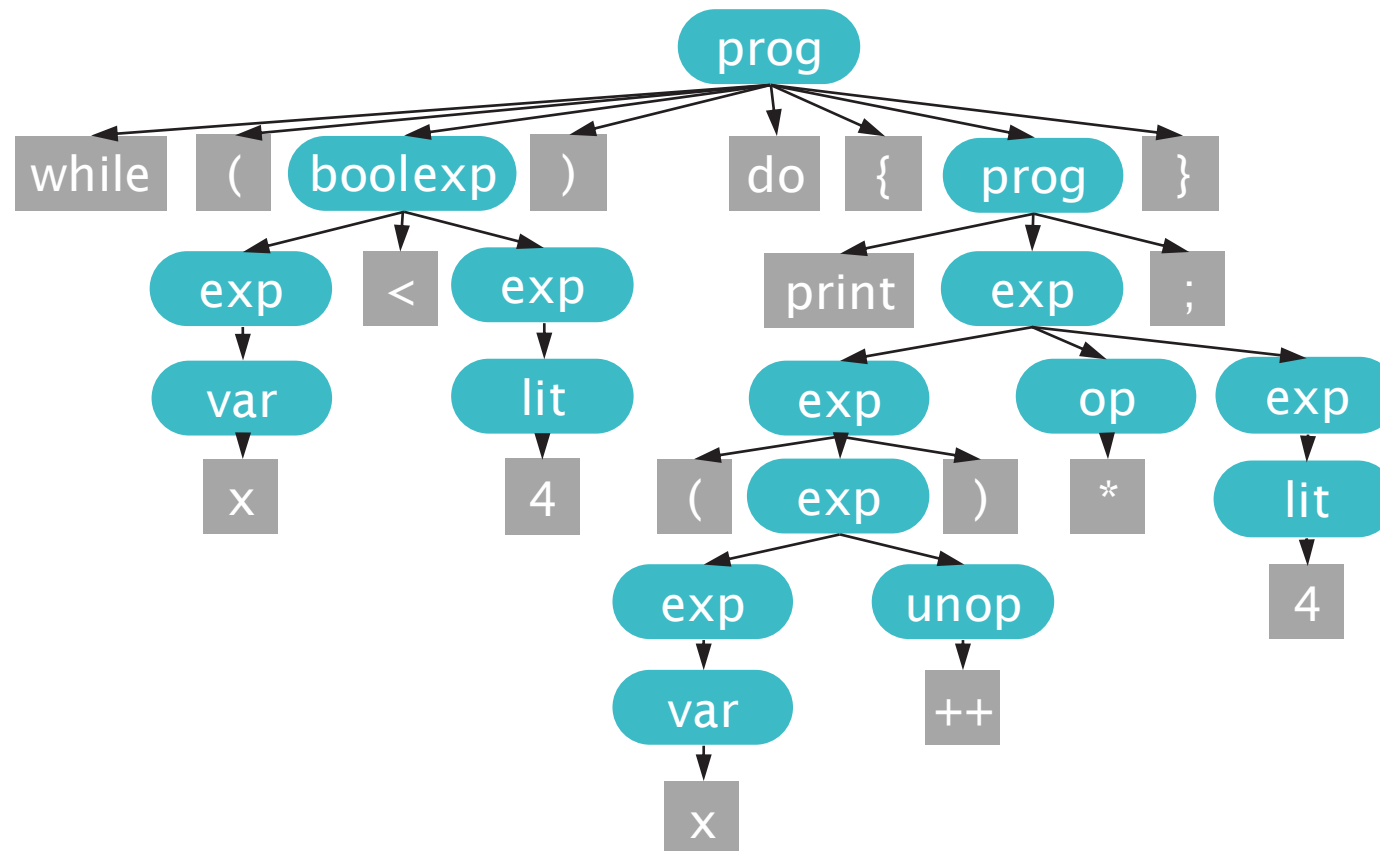 prog
while ( boolexp ) do { prog }
exp < exp print exp ;
var lit exp op exp
x 4 ( exp ) * lit
exp unop 4
var ++
x